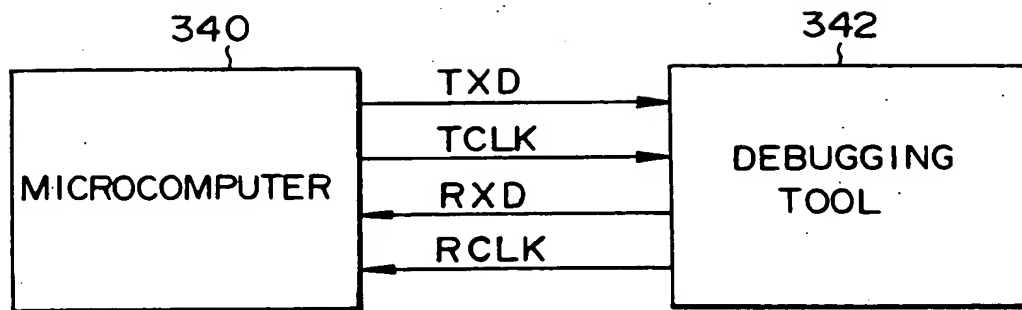 340
342
MICROCOMPUTER
TXD
TCLK
RXD
RCLK
DEBUGGING
TOOL